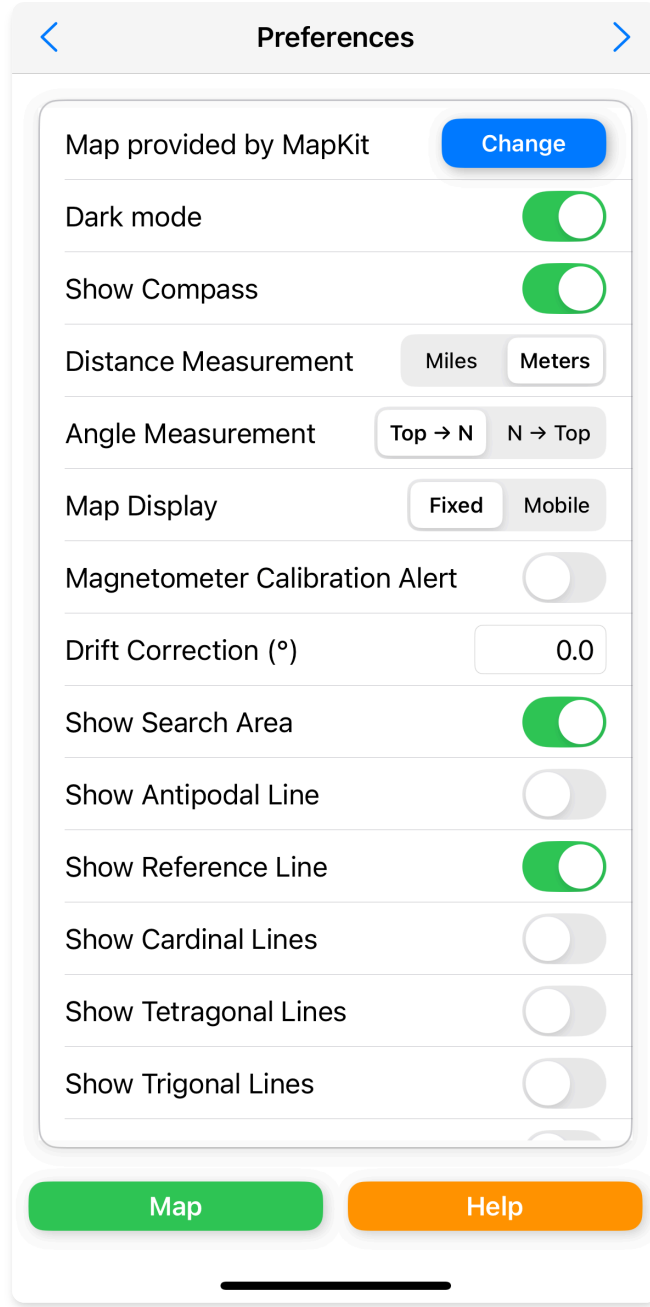 Preferences
Map provided by MapKit Change
Dark mode
Show Compass
Distance Measurement Miles Meters
Angle Measurement Top → N N → Top
Map Display Fixed Mobile
Magnetometer Calibration Alert
Drift Correction (°) 0.0
Show Search Area
Show Antipodal Line
Show Reference Line
Show Cardinal Lines
Show Tetragonal Lines
Show Trigonal Lines
Map Help